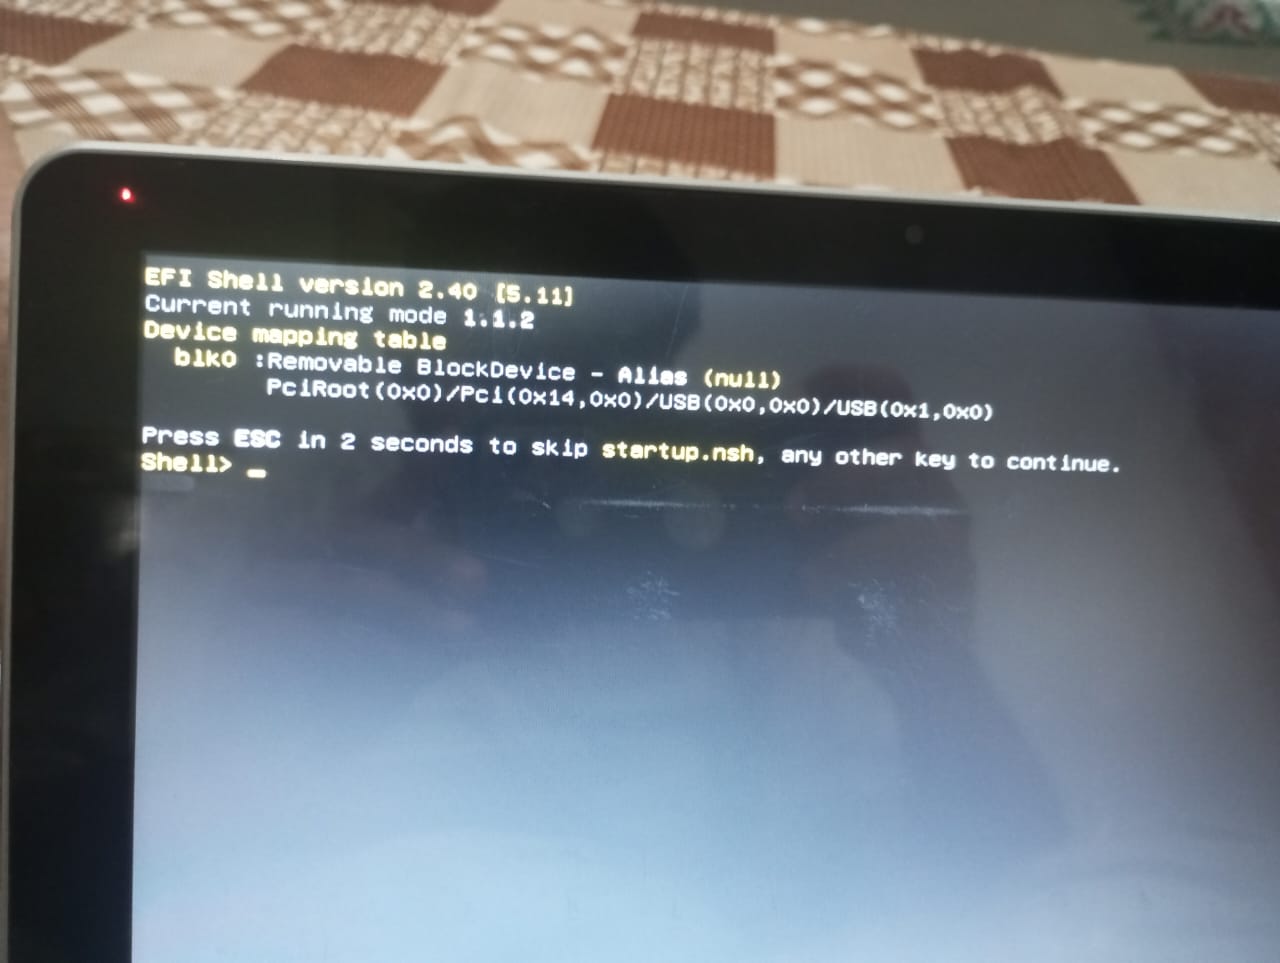 EFI Shell version 2.40 [5.11]
Current running mode 1.1.2
Device mapping table
blk0 :Removable BlockDevice - Alias (null)
PciRoot(0x0)/Pci(0x14,0x0)/USB(0x0,0x0)/USB(0x1,0x0)
Press ESC in 2 seconds to skip startup.nsh, any other key to continue.
Shell> _